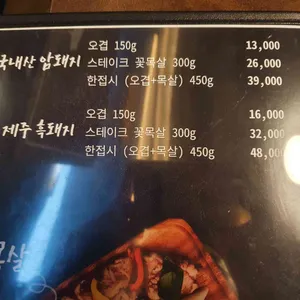 오겹 150g 13,000
국내산 암돼지 스테이크 꽃목살 300g 26,000
한접시 (오겹+목살) 450g 39,000
오겹 150g 16,000
제주 흑돼지 스테이크 꽃목살 300g 32,000
한접시 (오겹+목살) 450g 48,000
목살